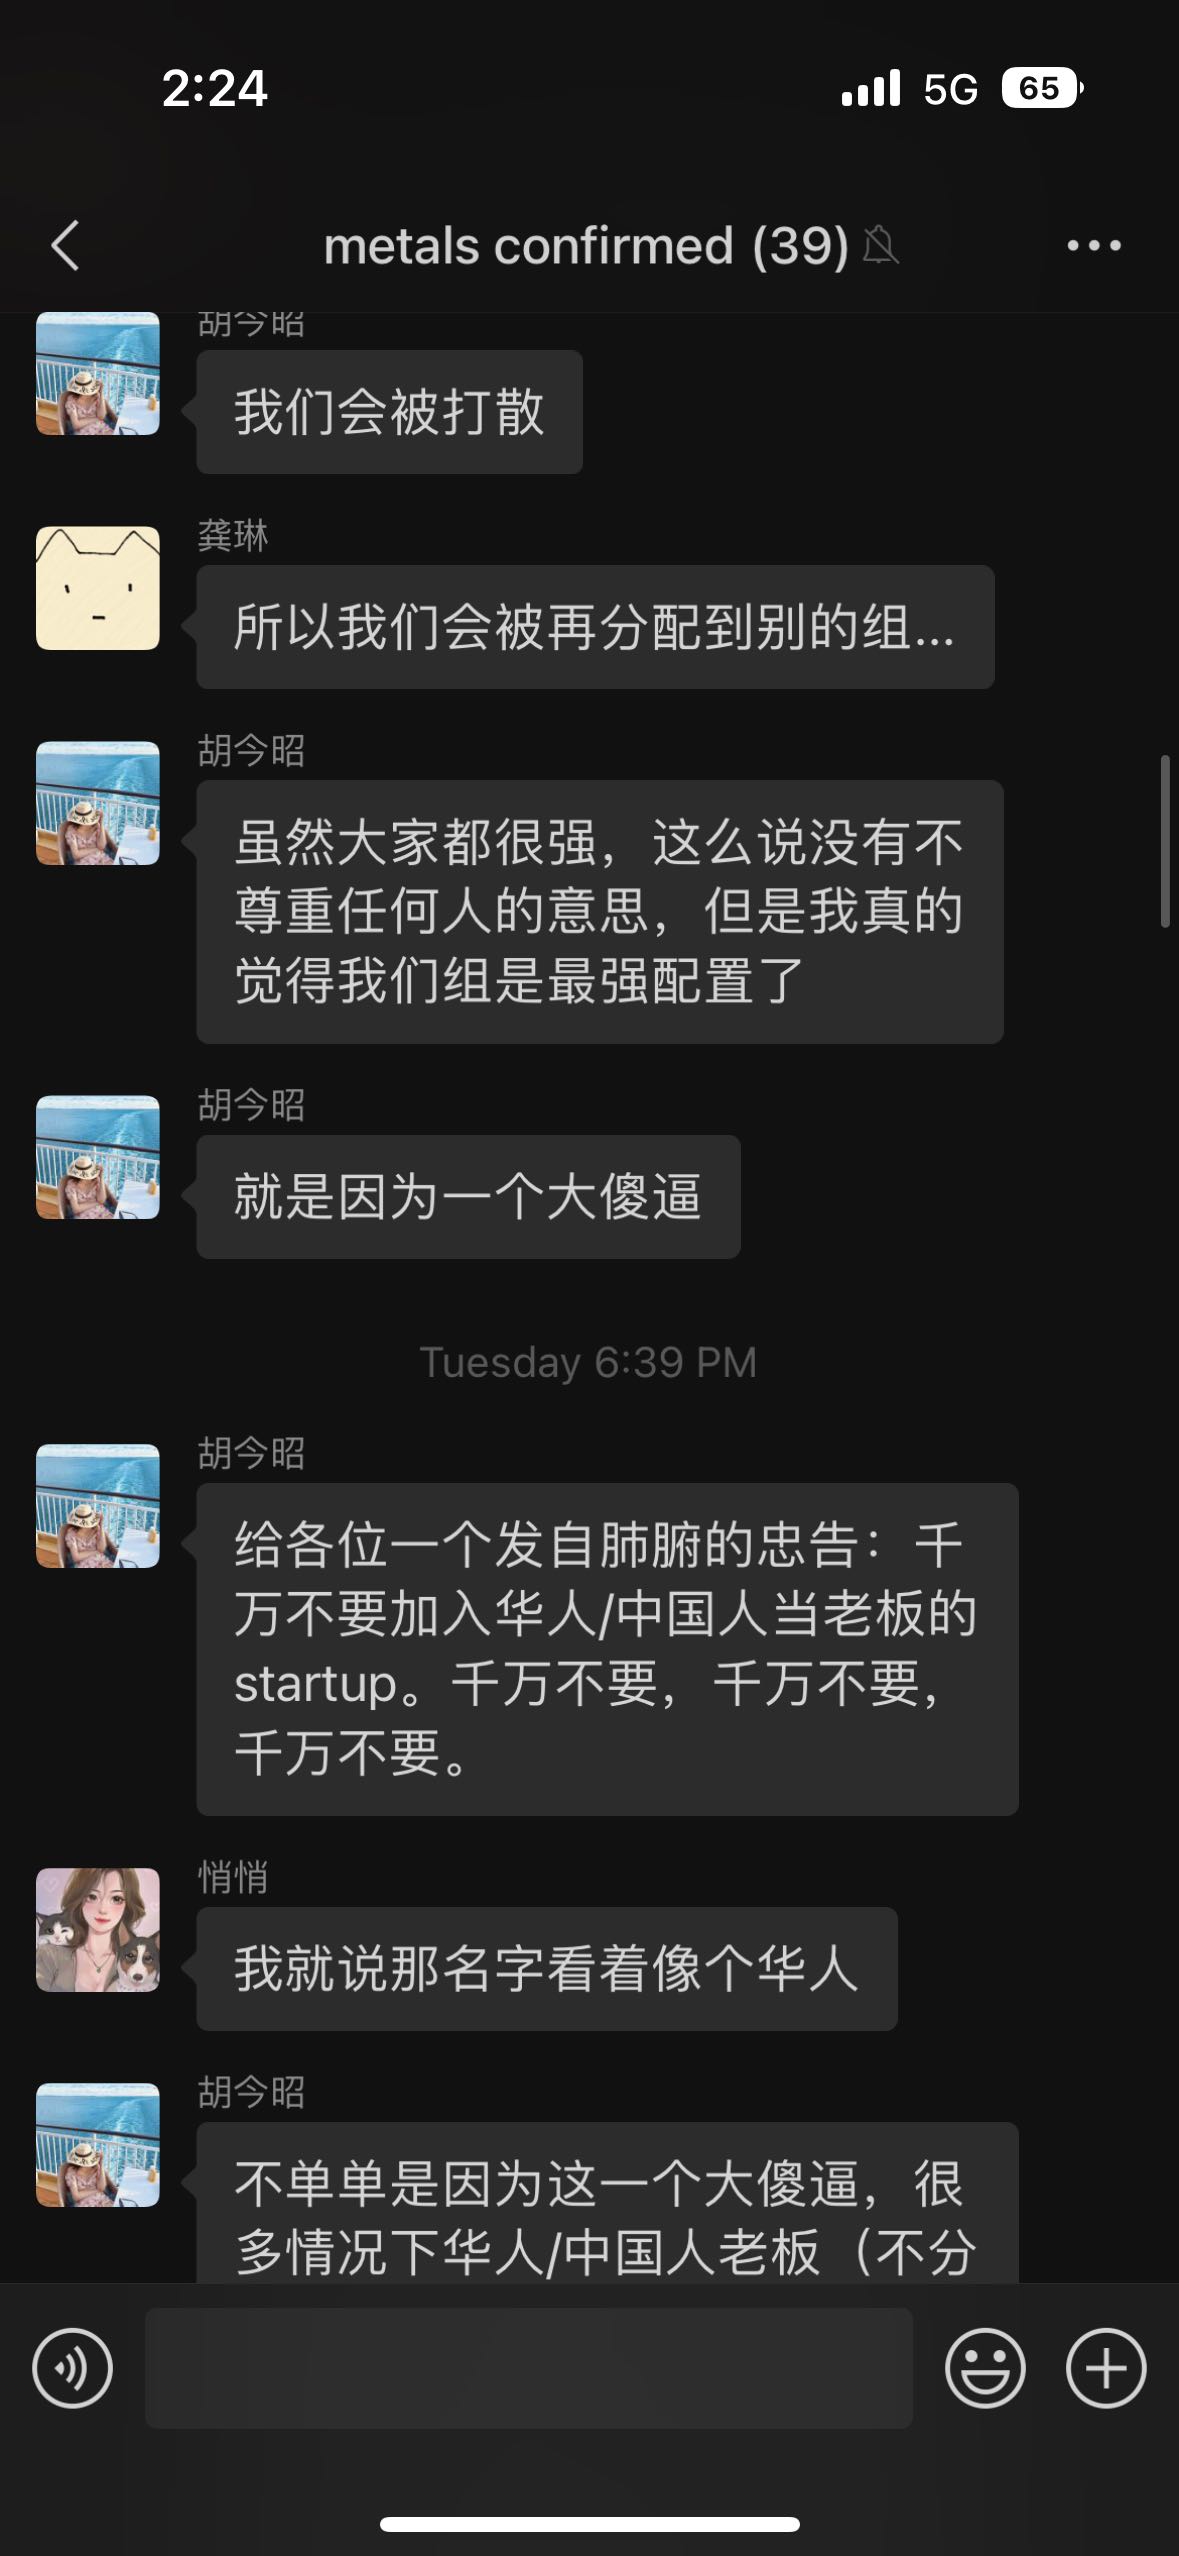 2:24
5G 65
metals confirmed (39)
胡今昭
我们会被打散
龚琳
所以我们会被再分配到别的组...
胡今昭
虽然大家都很强，这么说没有不
尊重任何人的意思，但是我真的
觉得我们组是最强配置了
胡今昭
就是因为一个大傻逼
Tuesday 6:39 PM
胡今昭
给各位一个发自肺腑的忠告：千
万不要加入华人/中国人当老板的
startup。千万不要，千万不要，
千万不要。
悄悄
我就说那名字看着像个华人
胡今昭
不单单是因为这一个大傻逼，很
多情况下华人/中国人老板（不分